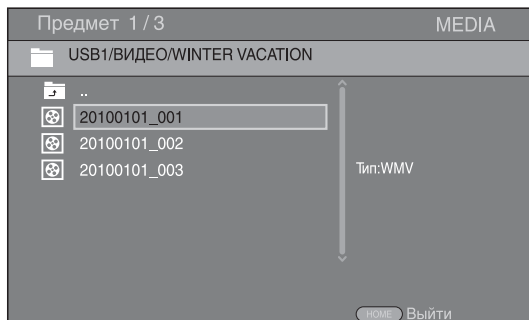 Предмет 1/3 MEDIA
USB1/ВИДЕО/WINTER VACATION
..
20100101_001
20100101_002
20100101_003
Тип:WMV
HOME Выйти